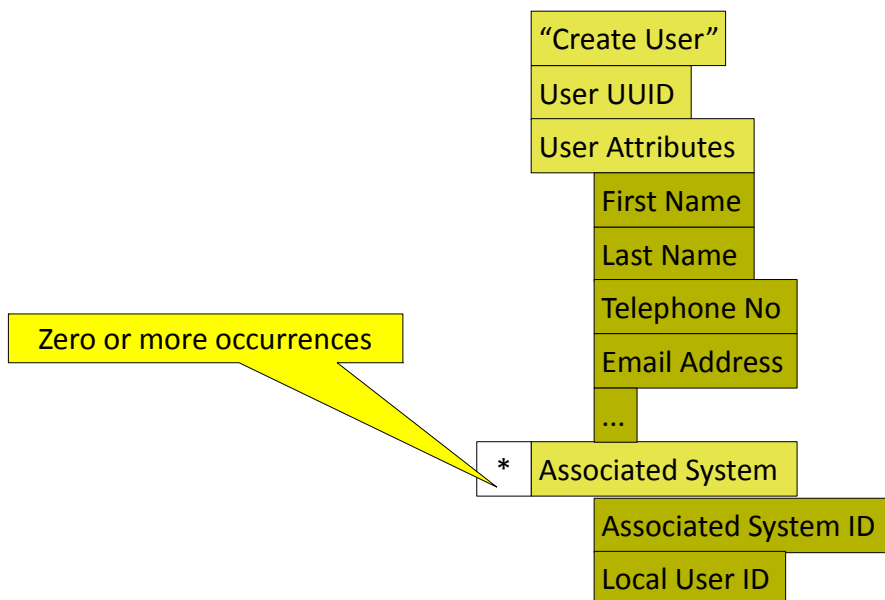 “Create User”
User UUID
User Attributes
First Name
Last Name
Telephone No
Zero or more occurrences
Email Address
...
* Associated System
Associated System ID
Local User ID